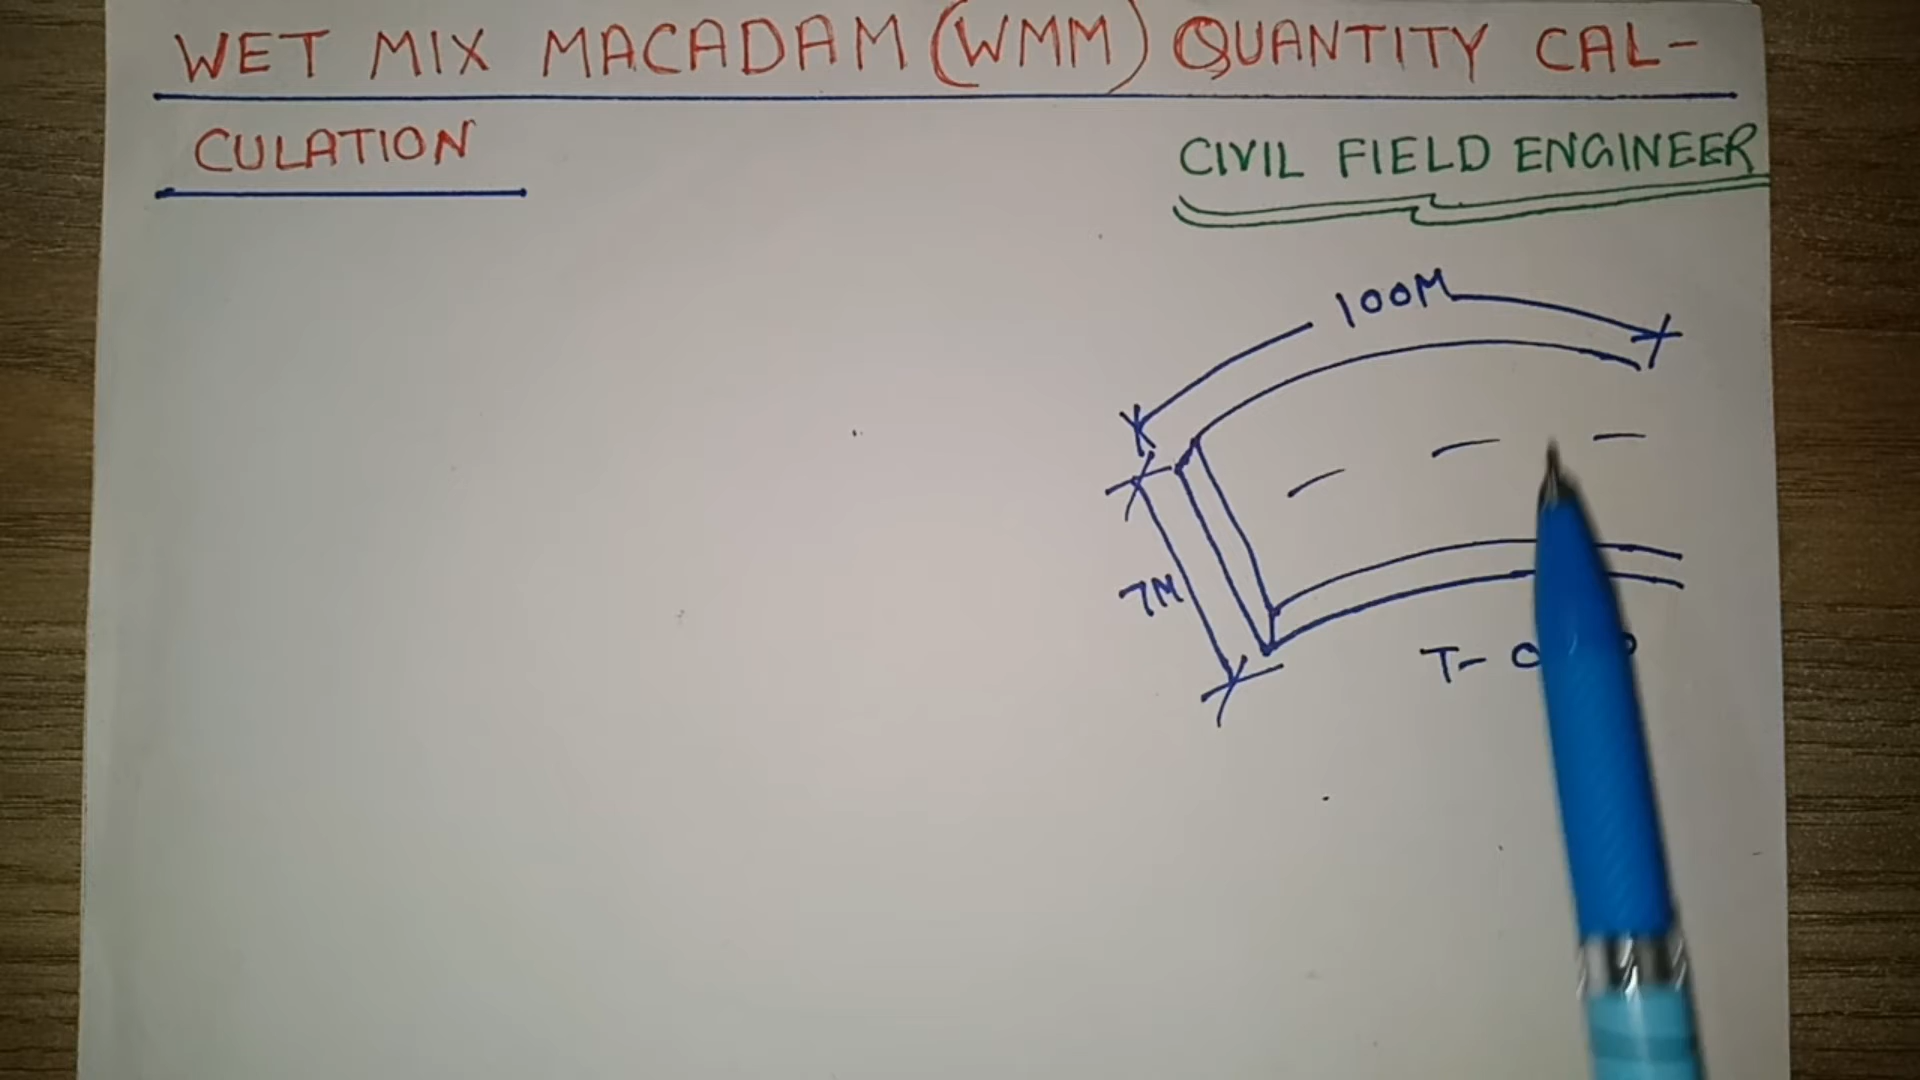 WET MIX MACADAM (WMM) QUANTITY CAL-
CULATION
CIVIL FIELD ENGINEER
100M
7M
T-